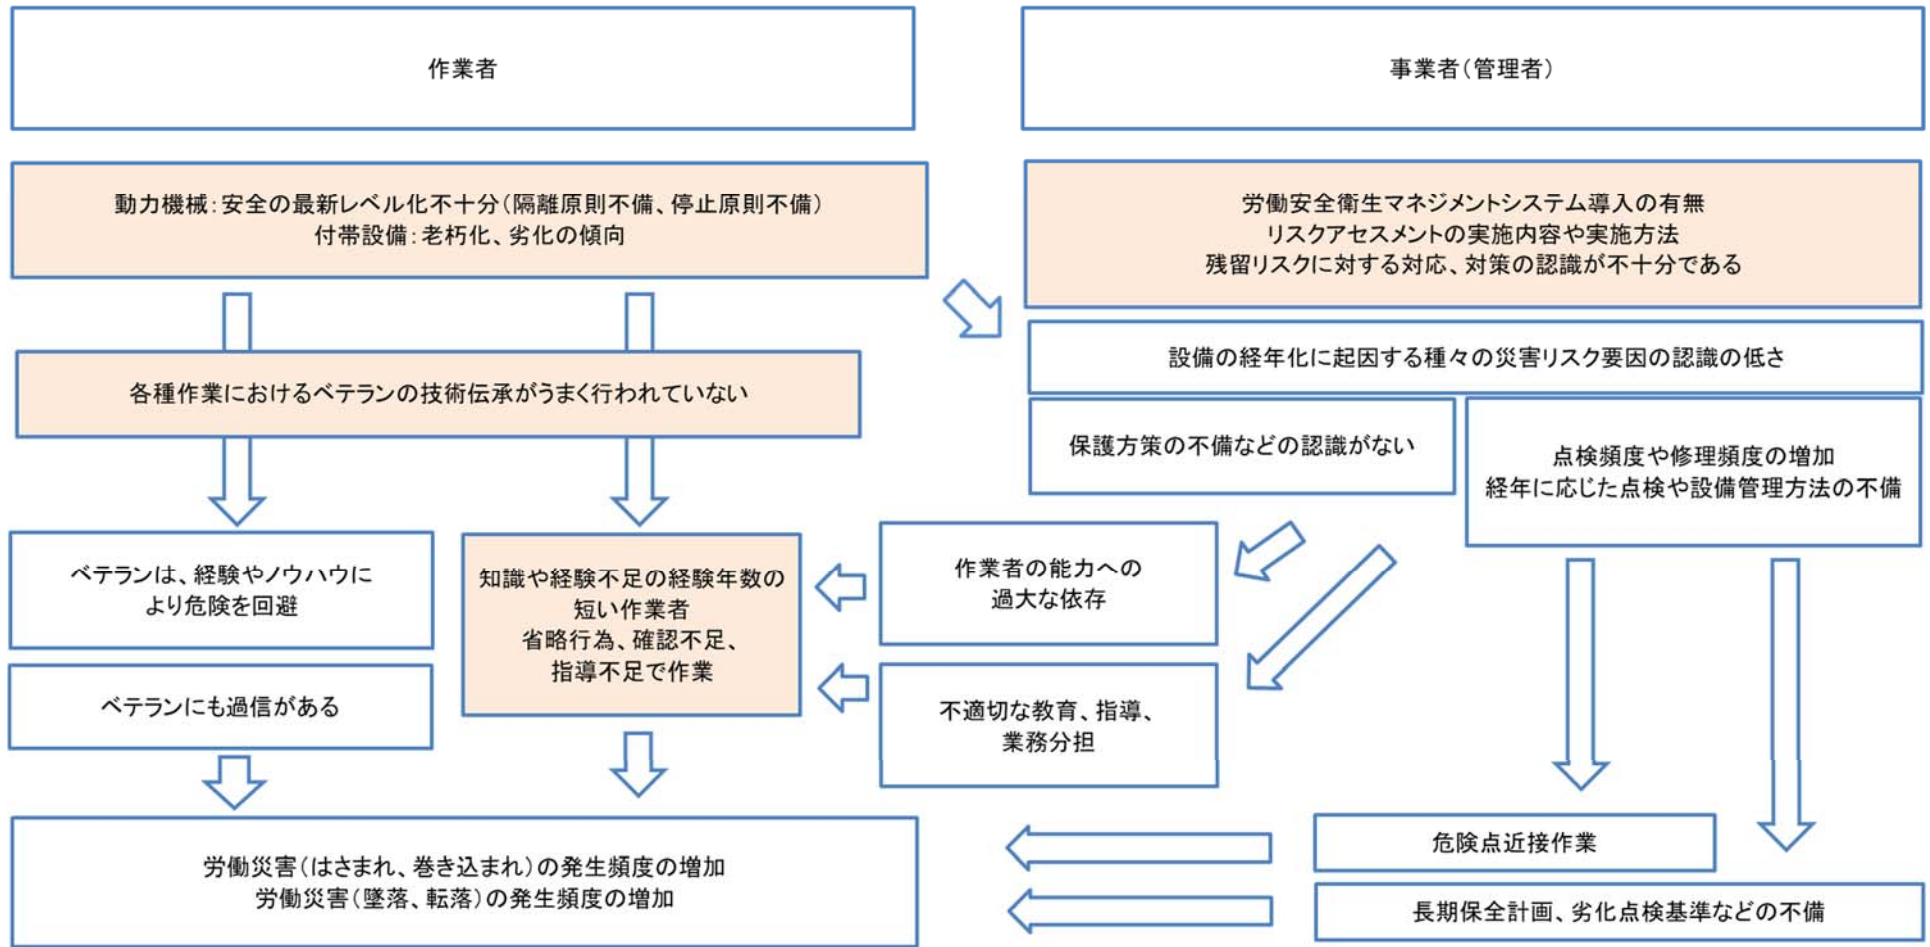 作業者
事業者(管理者)
動力機械:安全の最新レベル化不十分(隔離原則不備、停止原則不備)
付帯設備:老朽化、劣化の傾向
労働安全衛生マネジメントシステム導入の有無
リスクアセスメントの実施内容や実施方法
残留リスクに対する対応、対策の認識が不十分である
設備の経年化に起因する種々の災害リスク要因の認識の低さ
各種作業におけるベテランの技術伝承がうまく行われていない
保護方策の不備などの認識がない
点検頻度や修理頻度の増加
経年に応じた点検や設備管理方法の不備
ベテランは、経験やノウハウに
より危険を回避
知識や経験不足の経験年数の
短い作業者
省略行為、確認不足、
指導不足で作業
作業者の能力への
過大な依存
ベテランにも過信がある
不適切な教育、指導、
業務分担
労働災害(はさまれ、巻き込まれ)の発生頻度の増加
労働災害(墜落、転落)の発生頻度の増加
危険点近接作業
長期保全計画、劣化点検基準などの不備